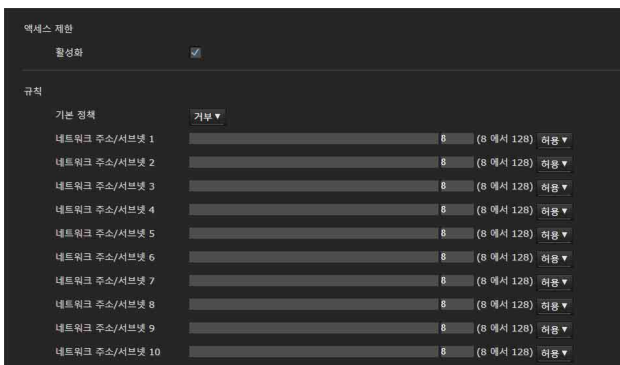 액세스 제한
활성화
규칙
기본 정책 거부▼
네트워크 주소/서브넷 1 8 (8 에서 128) 허용▼
네트워크 주소/서브넷 2 8 (8 에서 128) 허용▼
네트워크 주소/서브넷 3 8 (8 에서 128) 허용▼
네트워크 주소/서브넷 4 8 (8 에서 128) 허용▼
네트워크 주소/서브넷 5 8 (8 에서 128) 허용▼
네트워크 주소/서브넷 6 8 (8 에서 128) 허용▼
네트워크 주소/서브넷 7 8 (8 에서 128) 허용▼
네트워크 주소/서브넷 8 8 (8 에서 128) 허용▼
네트워크 주소/서브넷 9 8 (8 에서 128) 허용▼
네트워크 주소/서브넷 10 8 (8 에서 128) 허용▼